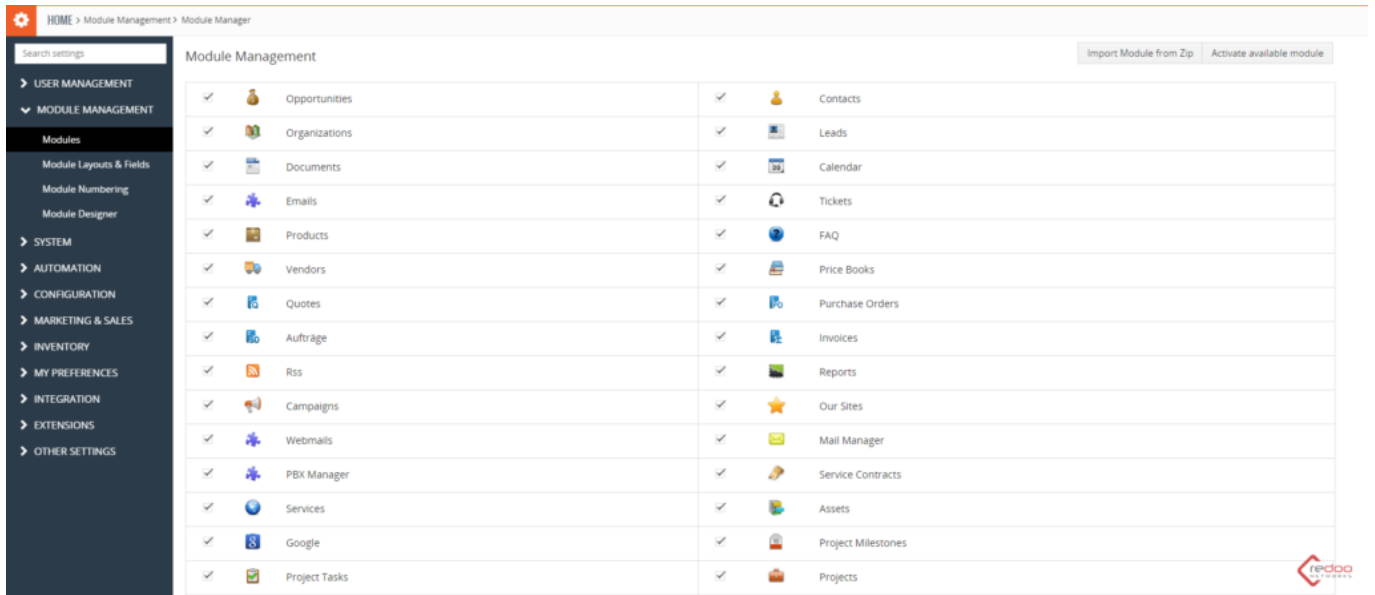 HOME > Module Management > Module Manager
Search settings
USER MANAGEMENT
MODULE MANAGEMENT
Modules
Module Layouts & Fields
Module Numbering
Module Designer
SYSTEM
AUTOMATION
CONFIGURATION
MARKETING & SALES
INVENTORY
MY PREFERENCES
INTEGRATION
EXTENSIONS
OTHER SETTINGS
Module Management
Import Module from Zip Activate available module
Opportunities Contacts
Organizations Leads
Documents Calendar
Emails Tickets
Products FAQ
Vendors Price Books
Quotes Purchase Orders
Aufträge Invoices
Rss Reports
Campaigns Our Sites
Webmails Mail Manager
PBX Manager Service Contracts
Services Assets
Google Project Milestones
Project Tasks Projects
redoo
NETWORKS